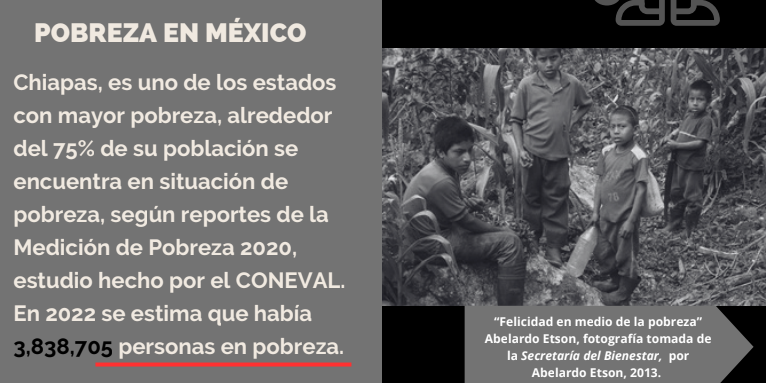 POBREZA EN MÉXICO
Chiapas, es uno de los estados
con mayor pobreza, alrededor
del 75% de su población se
encuentra en situación de
pobreza, según reportes de la
Medición de Pobreza 2020,
estudio hecho por el CONEVAL.
En 2022 se estima que había
3,838,705 personas en pobreza.
“Felicidad en medio de la pobreza”
Abelardo Etson, fotografía tomada de
la Secretaría del Bienestar, por
Abelardo Etson, 2013.